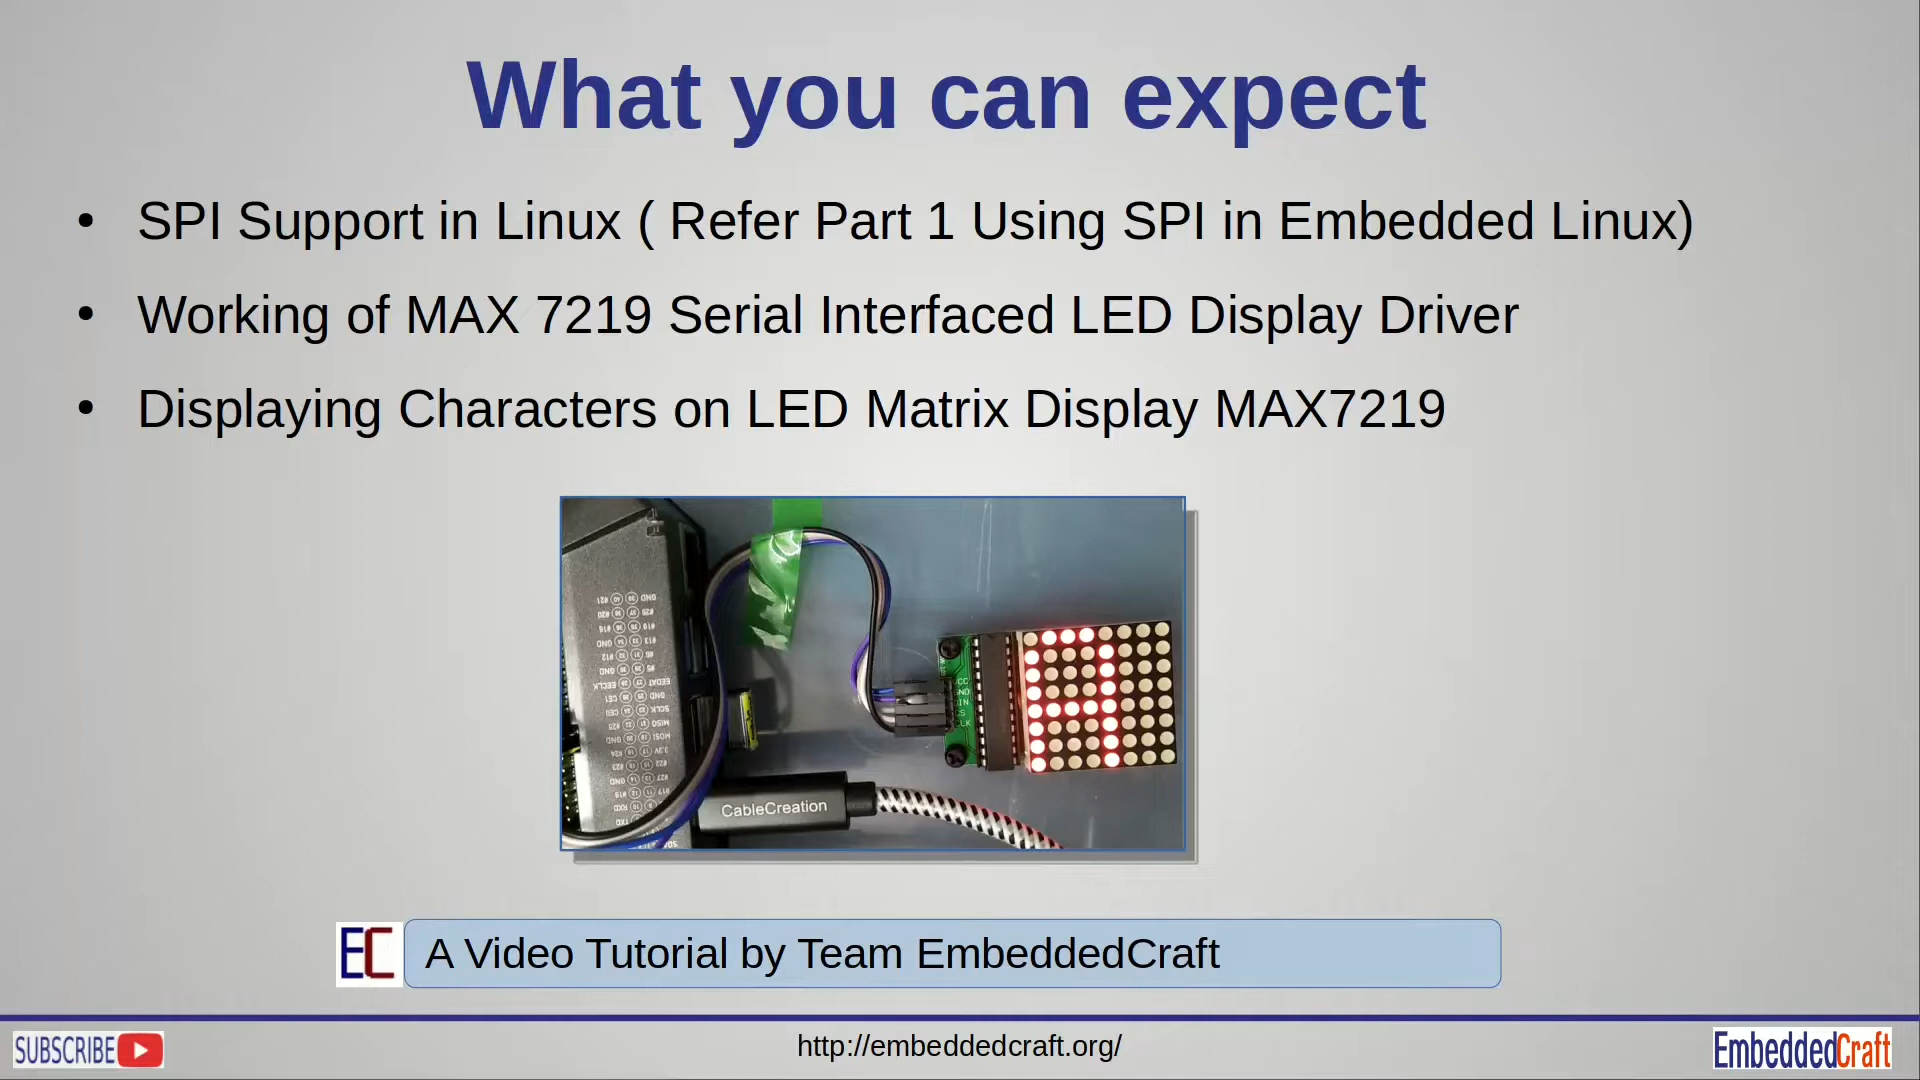 What you can expect
• SPI Support in Linux ( Refer Part 1 Using SPI in Embedded Linux)
• Working of MAX 7219 Serial Interfaced LED Display Driver
• Displaying Characters on LED Matrix Display MAX7219
CableCreation
EC A Video Tutorial by Team EmbeddedCraft
SUBSCRIBE
http://embeddedcraft.org/
EmbeddedCraft